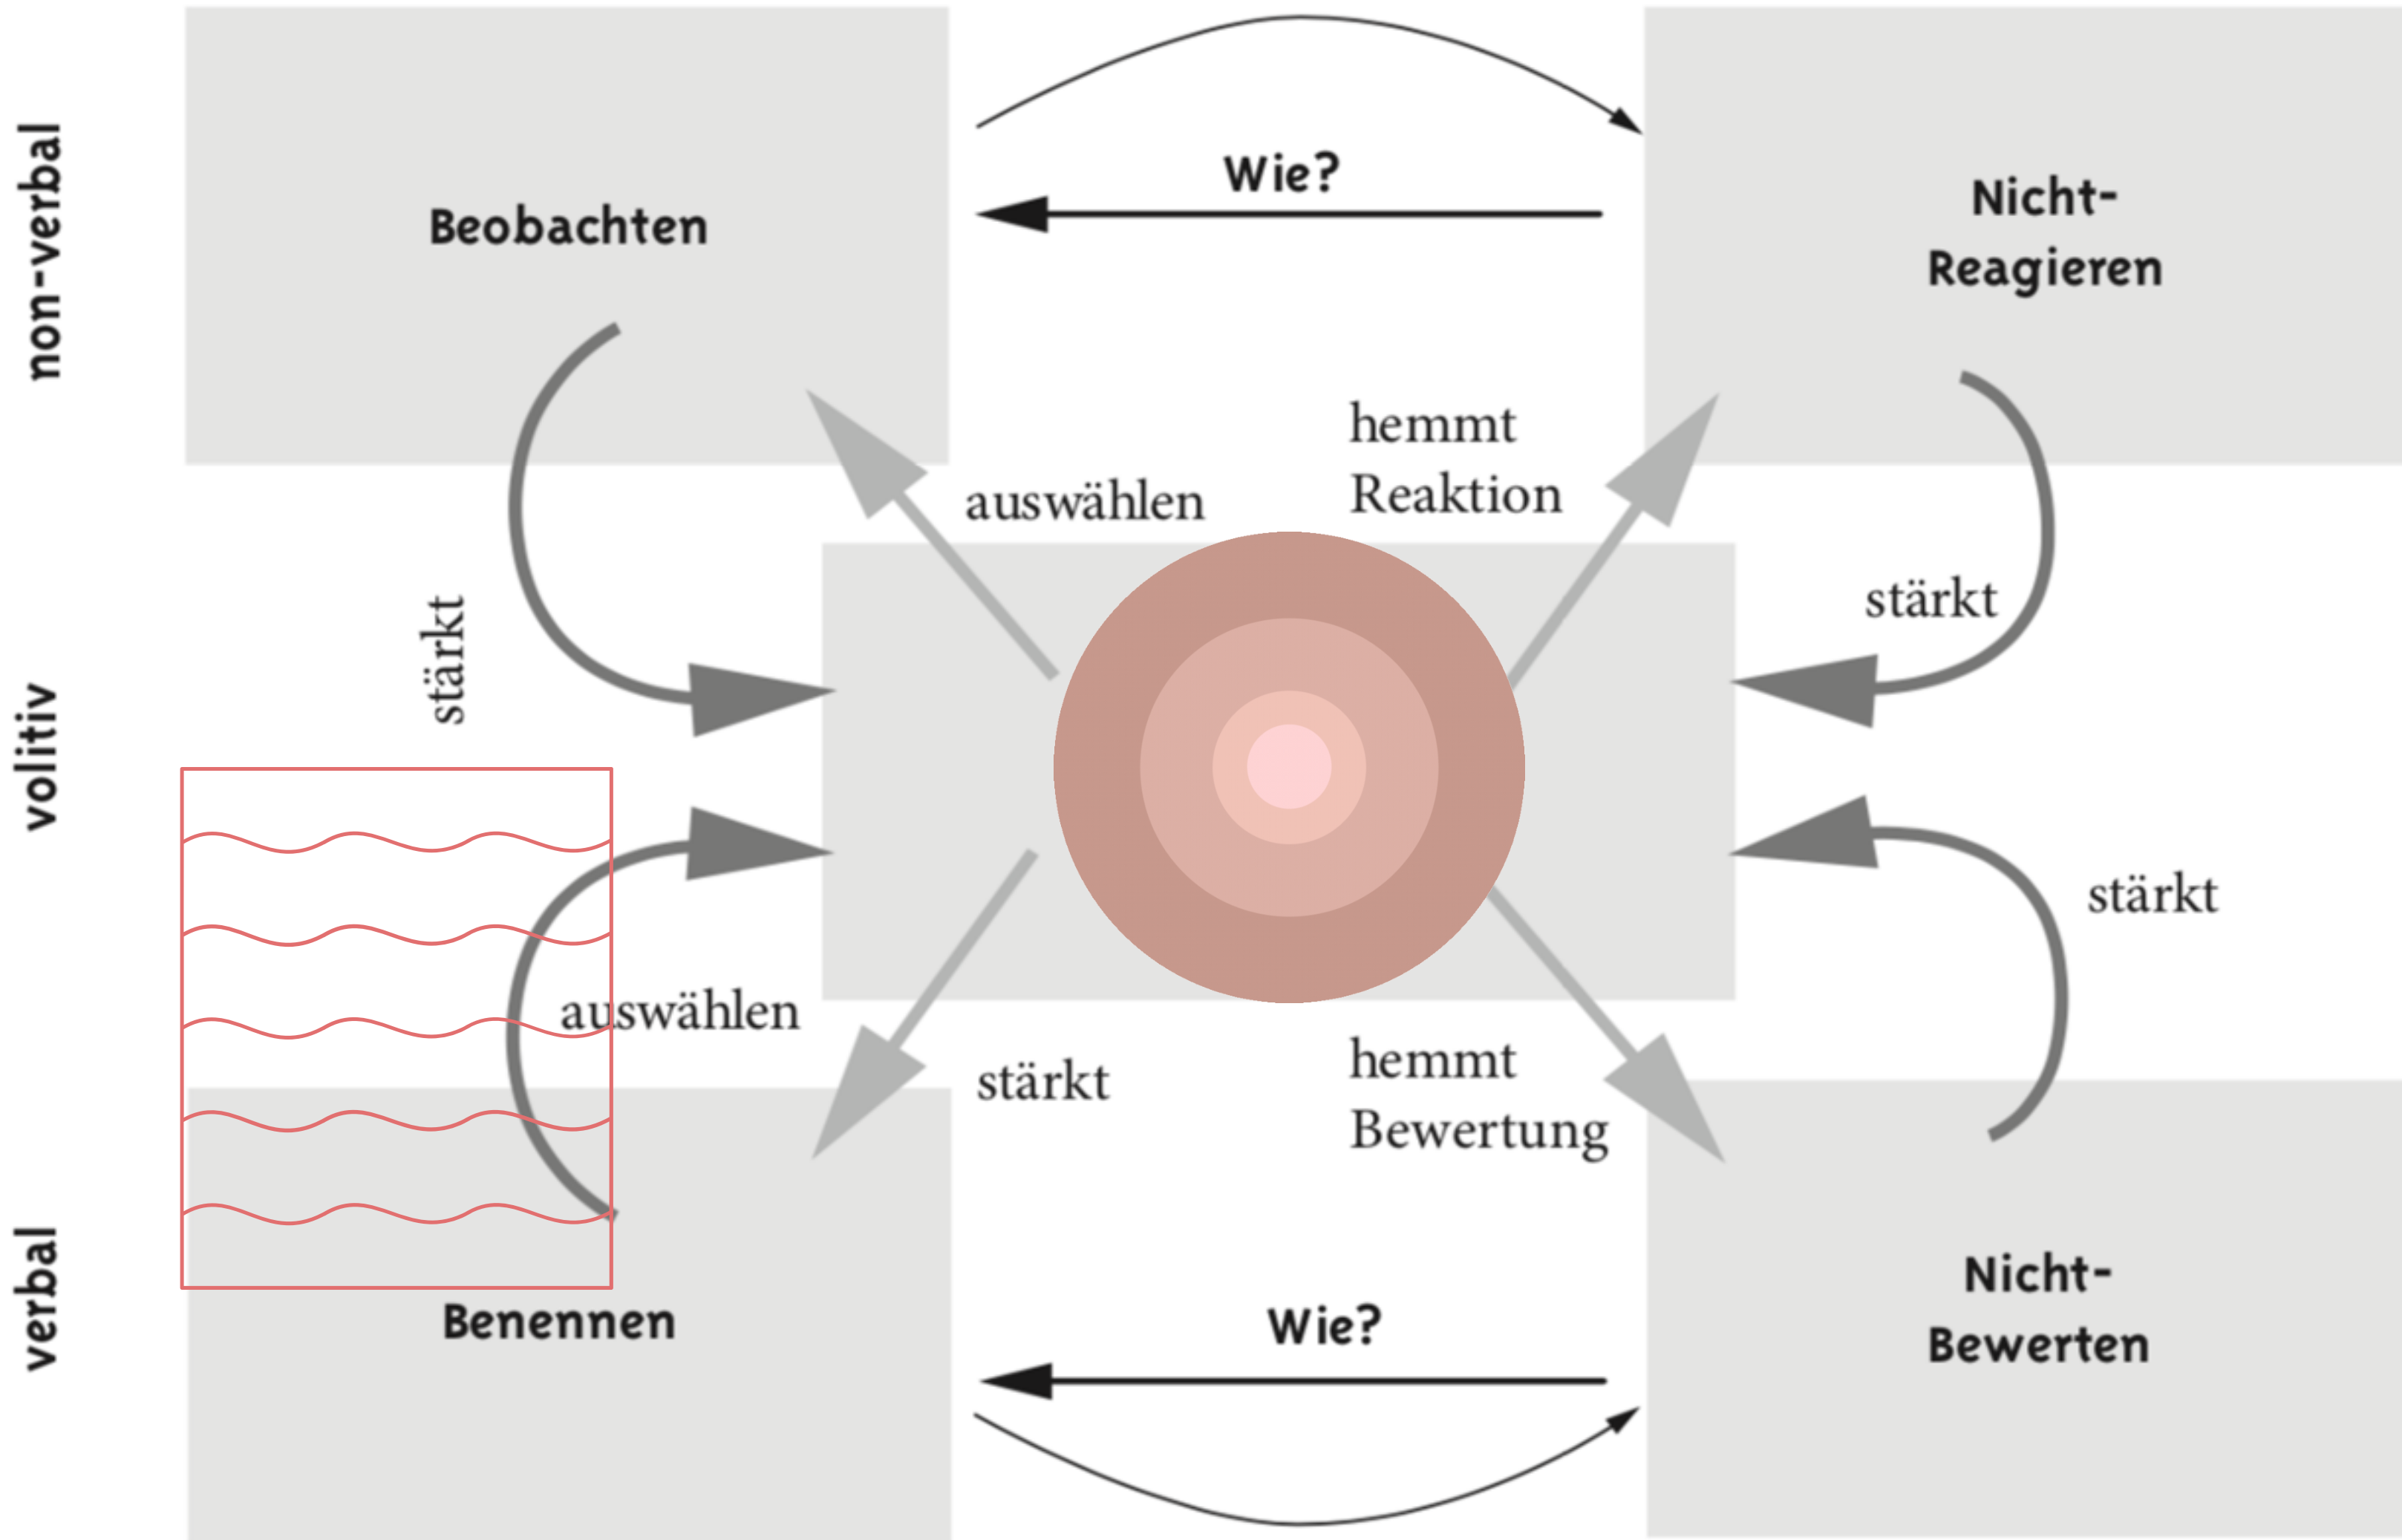 non-verbal
Beobachten
Wie?
Nicht-
Reagieren
auswählen
hemmt
Reaktion
stärkt
stärkt
volitiv
auswählen
stärkt
hemmt
Bewertung
stärkt
verbal
Benennen
Wie?
Nicht-
Bewerten